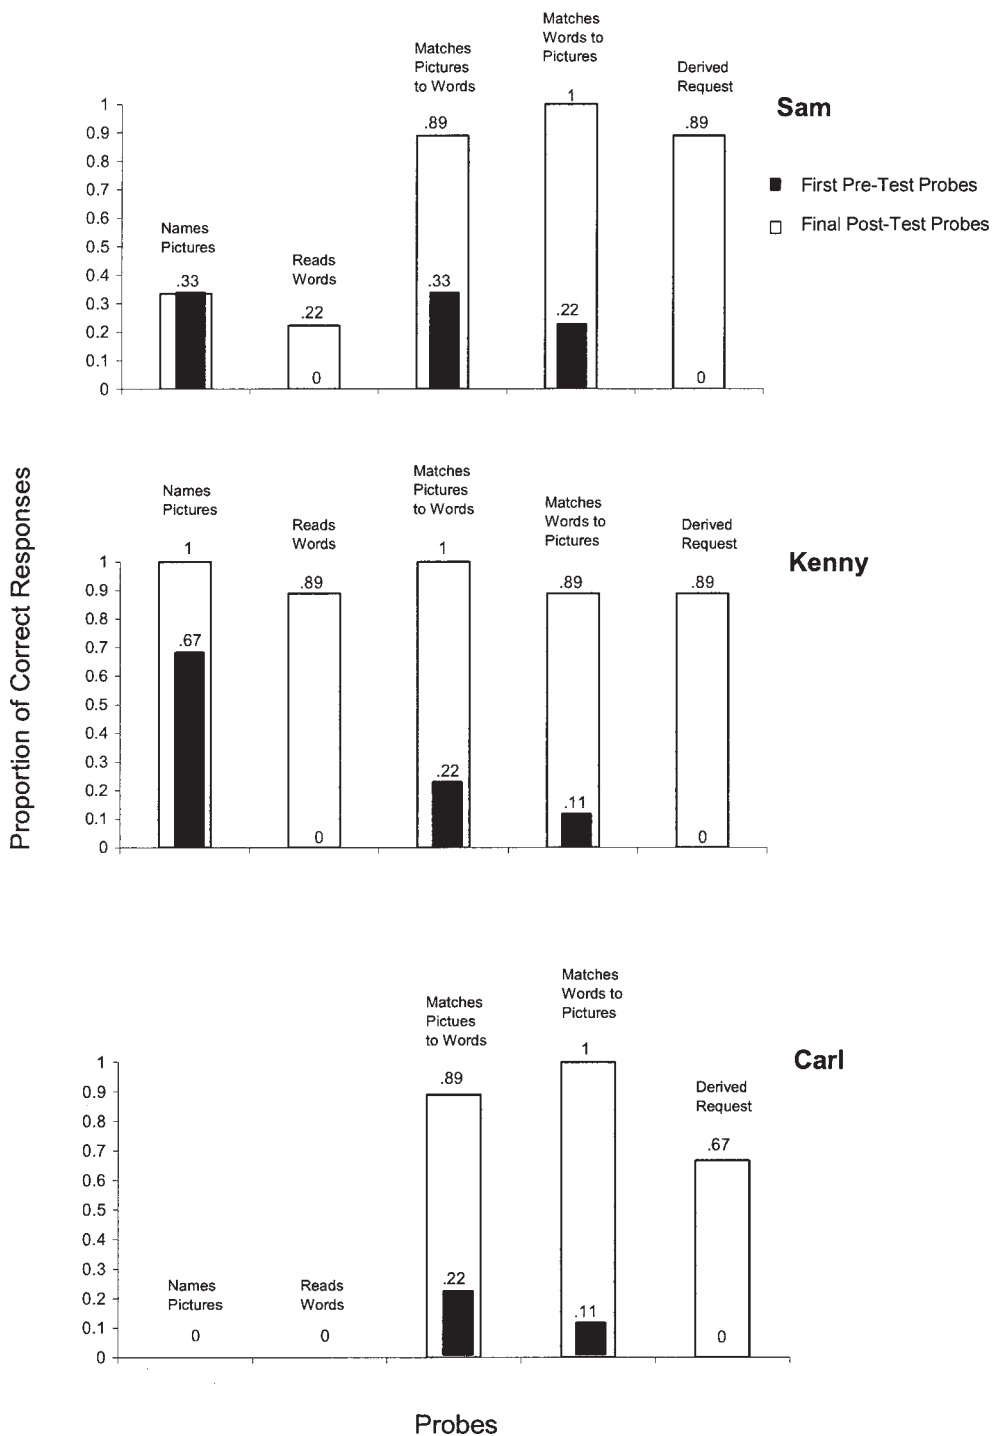 Matches
Words to
Pictures
Matches
Pictures
to Words
Derived
Request
Sam
1
.89
1
.89
0.9
0.8
0.7
0.6
0.5
0.4
0.3
0.2
0.1
0
Names
Pictures
.33
Reads
Words
.22
0
.33
.22
0
First Pre-Test Probes
Final Post-Test Probes
Proportion of Correct Responses
Names
Pictures
Reads
Words
Matches
Pictures
to Words
Matches
Words to
Pictures
Derived
Request
Kenny
1
0.9
0.8
0.7
0.6
0.5
0.4
0.3
0.2
0.1
0
1
.67
.89
0
1
.22
.89
.11
.89
0
Matches
Pictues
to Words
Matches
Words to
Pictures
Derived
Request
Carl
1
0.9
0.8
0.7
0.6
0.5
0.4
0.3
0.2
0.1
0
Names
Pictures
0
Reads
Words
0
.89
.22
1
.11
.67
0
Probes